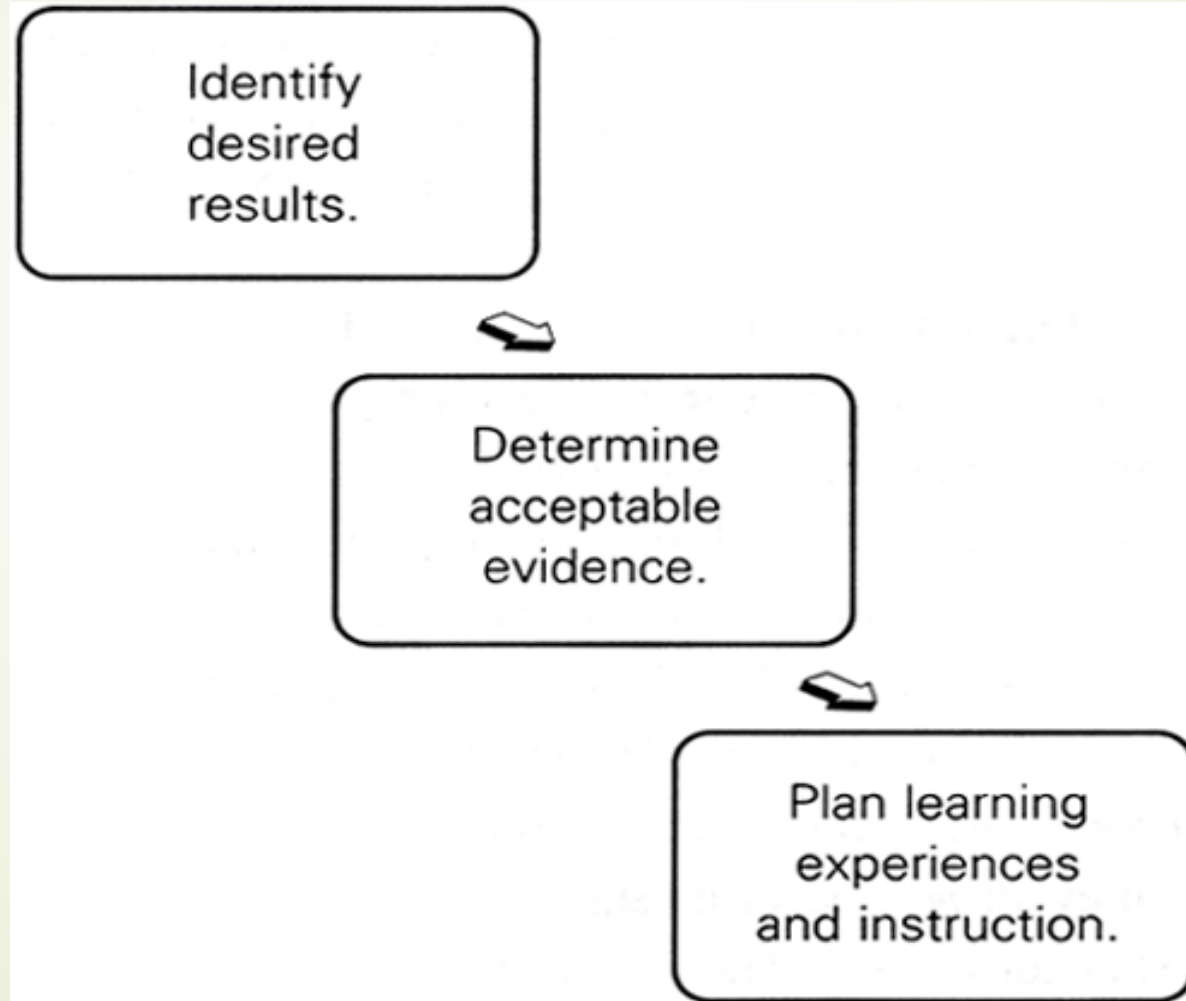 Identify
desired
results.
Determine
acceptable
evidence.
Plan learning
experiences
and instruction.